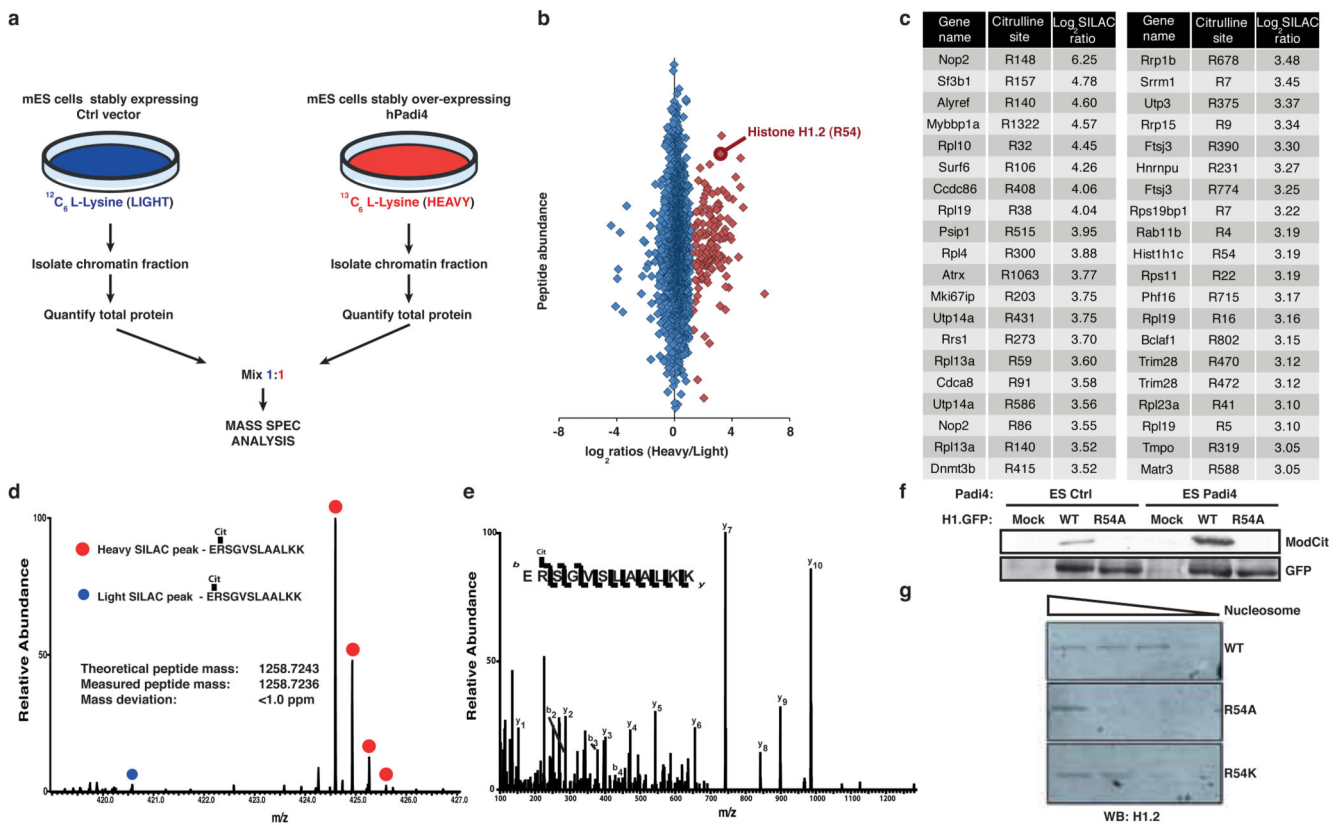 a
mES cells stably expressing
Ctrl vector
mES cells stably over-expressing
hPadi4
12C6 L-Lysine (LIGHT)
13C6 L-Lysine (HEAVY)
Isolate chromatin fraction
Isolate chromatin fraction
Quantify total protein
Quantify total protein
Mix 1:1
MASS SPEC
ANALYSIS
b
Histone H1.2 (R54)
Peptide abundance
-8 -4 0 4 8
log2 ratios (Heavy/Light)
c
Gene name Citrulline site Log2 SILAC ratio
Nop2 R148 6.25
Sf3b1 R157 4.78
Alyref R140 4.60
Mybbp1a R1322 4.57
Rpl10 R32 4.45
Surf6 R106 4.26
Ccdc86 R408 4.06
Rpl19 R38 4.04
Psip1 R515 3.95
Rpl4 R300 3.88
Atrx R1063 3.77
Mki67ip R203 3.75
Utp14a R431 3.75
Rrs1 R273 3.70
Rpl13a R59 3.60
Cdca8 R91 3.58
Utp14a R586 3.56
Nop2 R86 3.55
Rpl13a R140 3.52
Dnmt3b R415 3.52
Gene name Citrulline site Log2 SILAC ratio
Rrp1b R678 3.48
Srrm1 R7 3.45
Utp3 R375 3.37
Rrp15 R9 3.34
Ftsj3 R390 3.30
Hnrnpu R231 3.27
Ftsj3 R774 3.25
Rps19bp1 R7 3.22
Rab11b R4 3.19
Hist1h1c R54 3.19
Rps11 R22 3.19
Phf16 R715 3.17
Rpl19 R16 3.16
Bclaf1 R802 3.15
Trim28 R470 3.12
Trim28 R472 3.12
Rpl23a R41 3.10
Rpl19 R5 3.10
Tmpo R319 3.05
Matr3 R588 3.05
d
Relative Abundance
100
50
0
Cit
Heavy SILAC peak - ERSGVSLAALKK
Cit
Light SILAC peak - ERSGVSLAALKK
Theoretical peptide mass: 1258.7243
Measured peptide mass: 1258.7236
Mass deviation: <1.0 ppm
420.0 421.0 422.0 423.0 424.0 425.0 426.0 427.0
m/z
e
Relative Abundance
100
50
0
Cit
b ERSGVSLAALKK y
y1
b2
y2
b3
y3
b4
y4
y5
y6
y7
y8
y9
y10
100 200 300 400 500 600 700 800 900 1000 1200
m/z
f
Padi4: ES Ctrl ES Padi4
H1.GFP: Mock WT R54A Mock WT R54A
ModCit
GFP
g
Nucleosome
WT
R54A
R54K
WB: H1.2